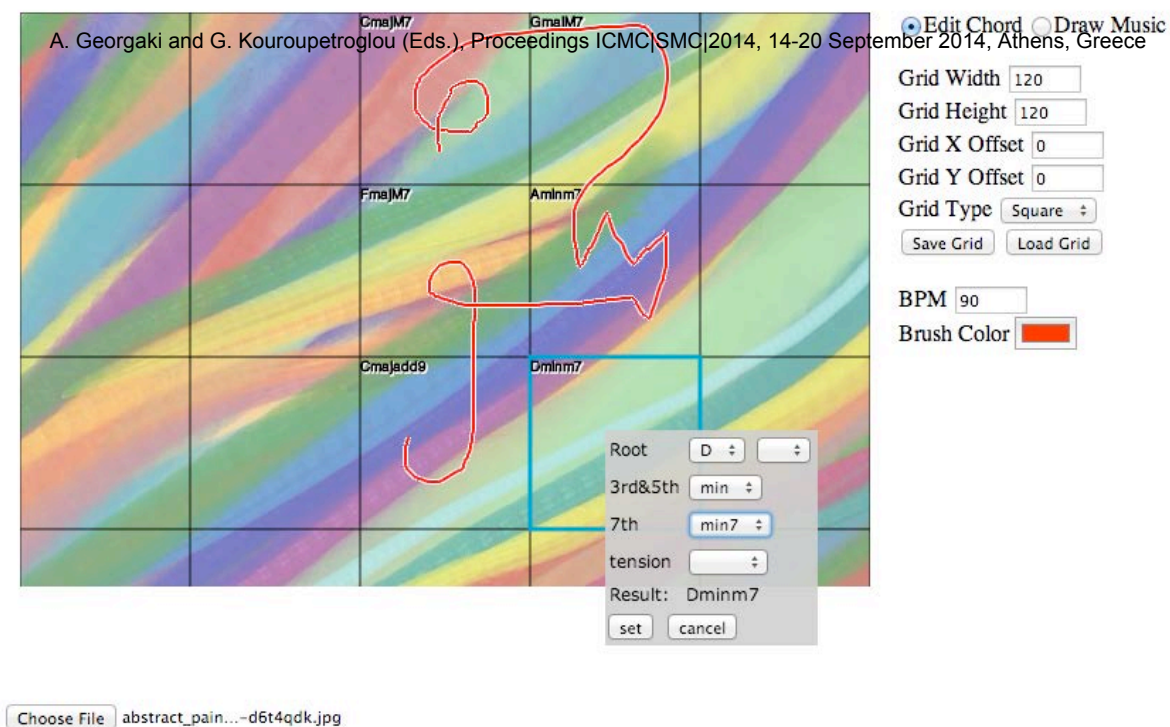 CmajM7 GmajM7
Edit Chord Draw Music
A. Georgaki and G. Kouroupetroglou (Eds.), Proceedings ICMC|SMC|2014, 14-20 September 2014, Athens, Greece
Grid Width 120
Grid Height 120
Grid X Offset 0
Grid Y Offset 0
FmajM7 Aminm7
Grid Type Square
Save Grid Load Grid
BPM 90
Brush Color
Cmajadd9 Dminm7
Root D
3rd&5th min
7th min7
tension
Result: Dminm7
set cancel
Choose File abstract_pain...-d6t4qdk.jpg